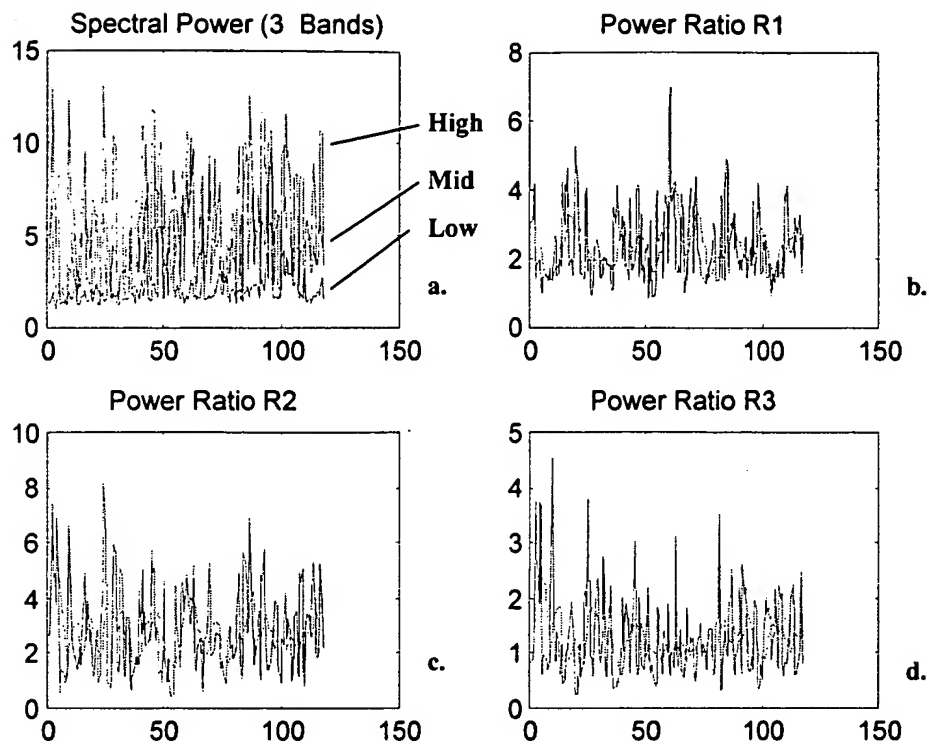 Spectral Power (3 Bands)
15
10
5
0
0 50 100 150
High
Mid
Low
a.
Power Ratio R1
8
6
4
2
0
0 50 100 150
b.
Power Ratio R2
10
8
6
4
2
0
0 50 100 150
c.
Power Ratio R3
5
4
3
2
1
0
0 50 100 150
d.